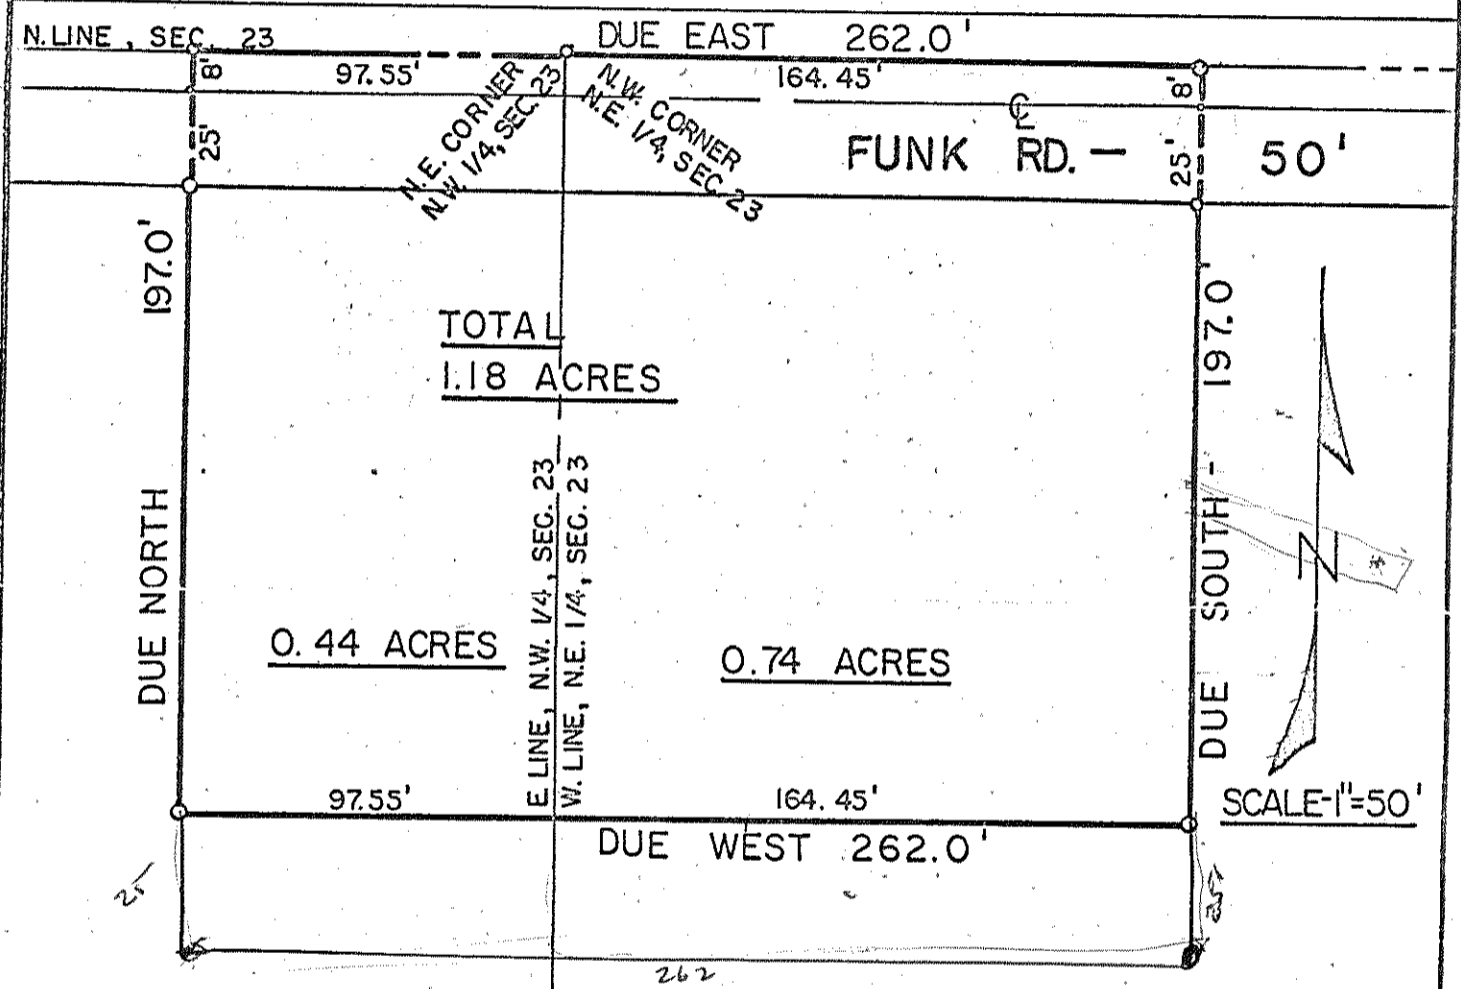 N. LINE, SEC. 23
DUE EAST 262.0'
8'
97.55'
164.45'
8'
N.E. CORNER
N.W. 1/4, SEC. 23
N.W. CORNER
N.E. 1/4, SEC. 23
℄
25'
FUNK RD. — 50'
25'
197.0'
DUE NORTH
TOTAL
1.18 ACRES
DUE SOUTH - 197.0'
E. LINE, N.W. 1/4, SEC. 23
W. LINE, N.E. 1/4, SEC. 23
N
0.44 ACRES
0.74 ACRES
97.55'
164.45'
SCALE-1"=50'
DUE WEST 262.0'
262